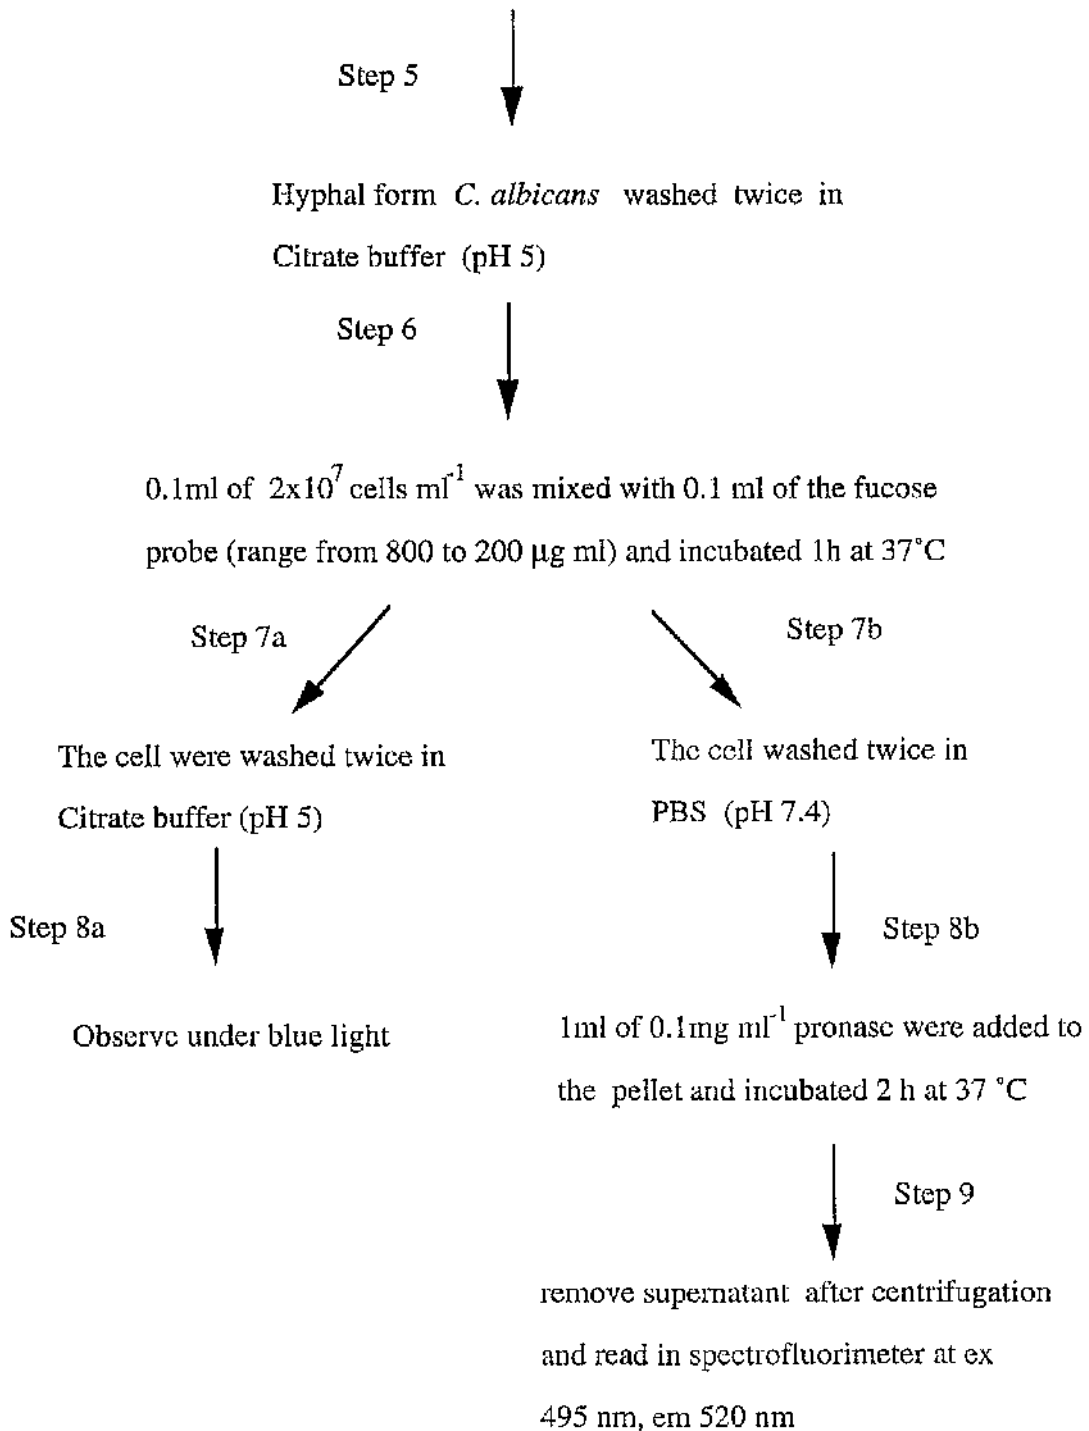 Step 5
Hyphal form C. albicans washed twice in
Citrate buffer (pH 5)
Step 6
0.1ml of 2x10⁷ cells ml⁻¹ was mixed with 0.1 ml of the fucose
probe (range from 800 to 200 µg ml) and incubated 1h at 37°C
Step 7a
Step 7b
The cell were washed twice in
Citrate buffer (pH 5)
The cell washed twice in
PBS (pH 7.4)
Step 8a
Step 8b
Observe under blue light
1ml of 0.1mg ml⁻¹ pronase were added to
the pellet and incubated 2 h at 37 °C
Step 9
remove supernatant after centrifugation
and read in spectrofluorimeter at ex
495 nm, em 520 nm